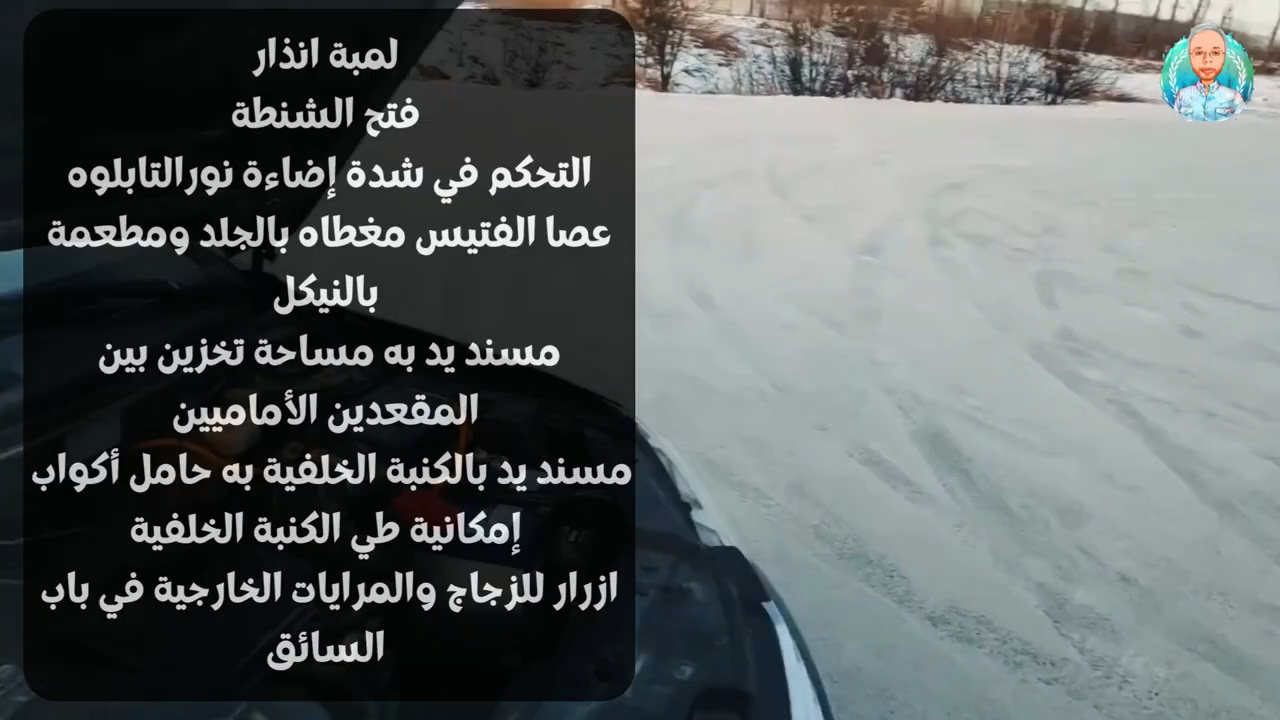 لمبة انذار
فتح الشنطة
التحكم في شدة إضاءة نورالتابلوه
عصا الفتيس مغطاه بالجلد ومطعمة
بالنيكل
مسند يد به مساحة تخزين بين
المقعدين الأماميين
مسند يد بالكنبة الخلفية به حامل أكواب
إمكانية طي الكنبة الخلفية
ازرار للزجاج والمرايات الخارجية في باب
السائق